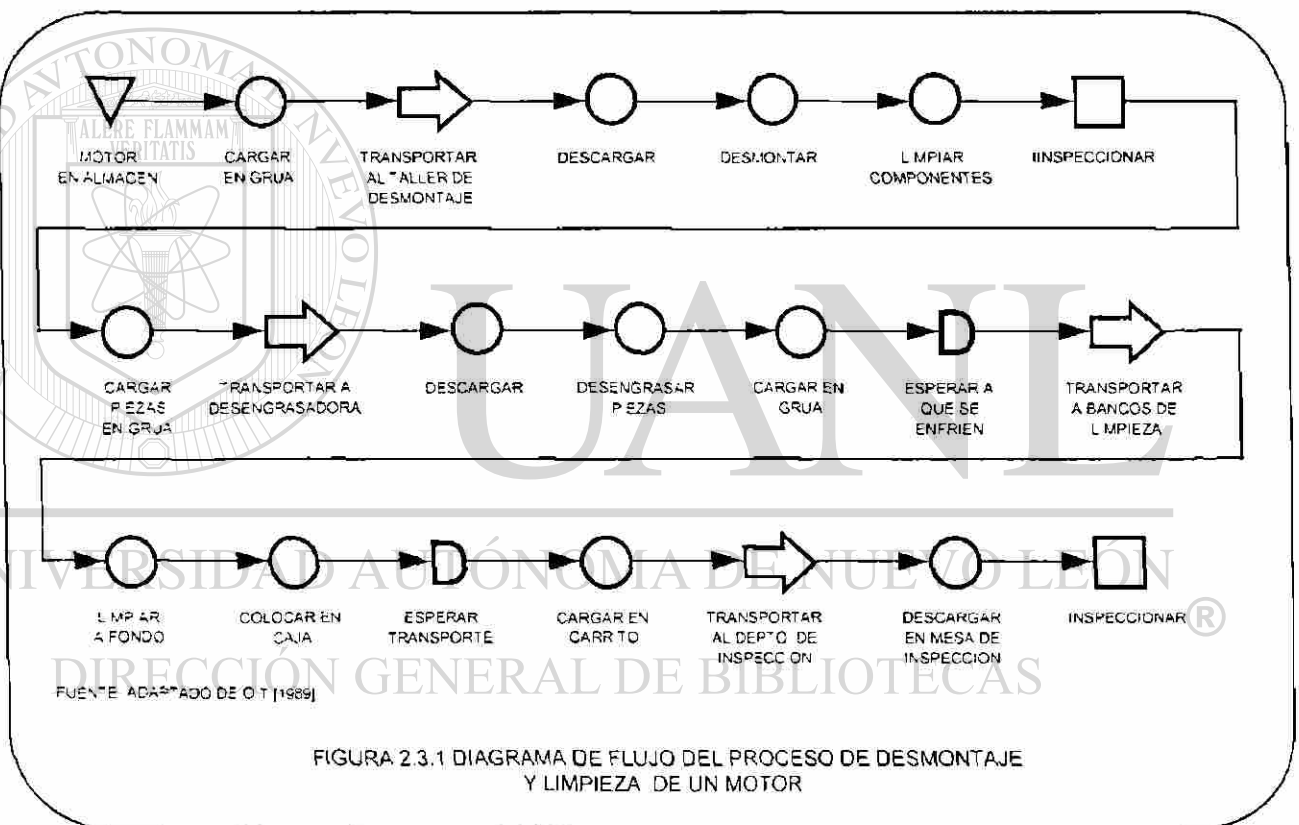 AVTONOMA
NUEVO LEON
ALERE FLAMMAM
VERITATIS
MOTOR
EN ALMACEN
CARGAR
EN GRUA
TRANSPORTAR
AL TALLER DE
DESMONTAJE
DESCARGAR
DESMONTAR
LIMPIAR
COMPONENTES
IINSPECCIONAR
UANL
CARGAR
PIEZAS
EN GRUA
TRANSPORTAR A
DESENGRASADORA
DESCARGAR
DESENGRASAR
PIEZAS
CARGAR EN
GRUA
ESPERAR A
QUE SE
ENFRIEN
TRANSPORTAR
A BANCOS DE
LIMPIEZA
UNIVERSIDAD AUTÓNOMA DE NUEVO LEÓN
®
LIMPIAR
A FONDO
COLOCAR EN
CAJA
ESPERAR
TRANSPORTE
CARGAR EN
CARRITO
TRANSPORTAR
AL DEPTO. DE
INSPECCION
DESCARGAR
EN MESA DE
INSPECCION
INSPECCIONAR
DIRECCIÓN GENERAL DE BIBLIOTECAS
FUENTE ADAPTADO DE OIT [1989]
FIGURA 2.3.1 DIAGRAMA DE FLUJO DEL PROCESO DE DESMONTAJE
Y LIMPIEZA DE UN MOTOR